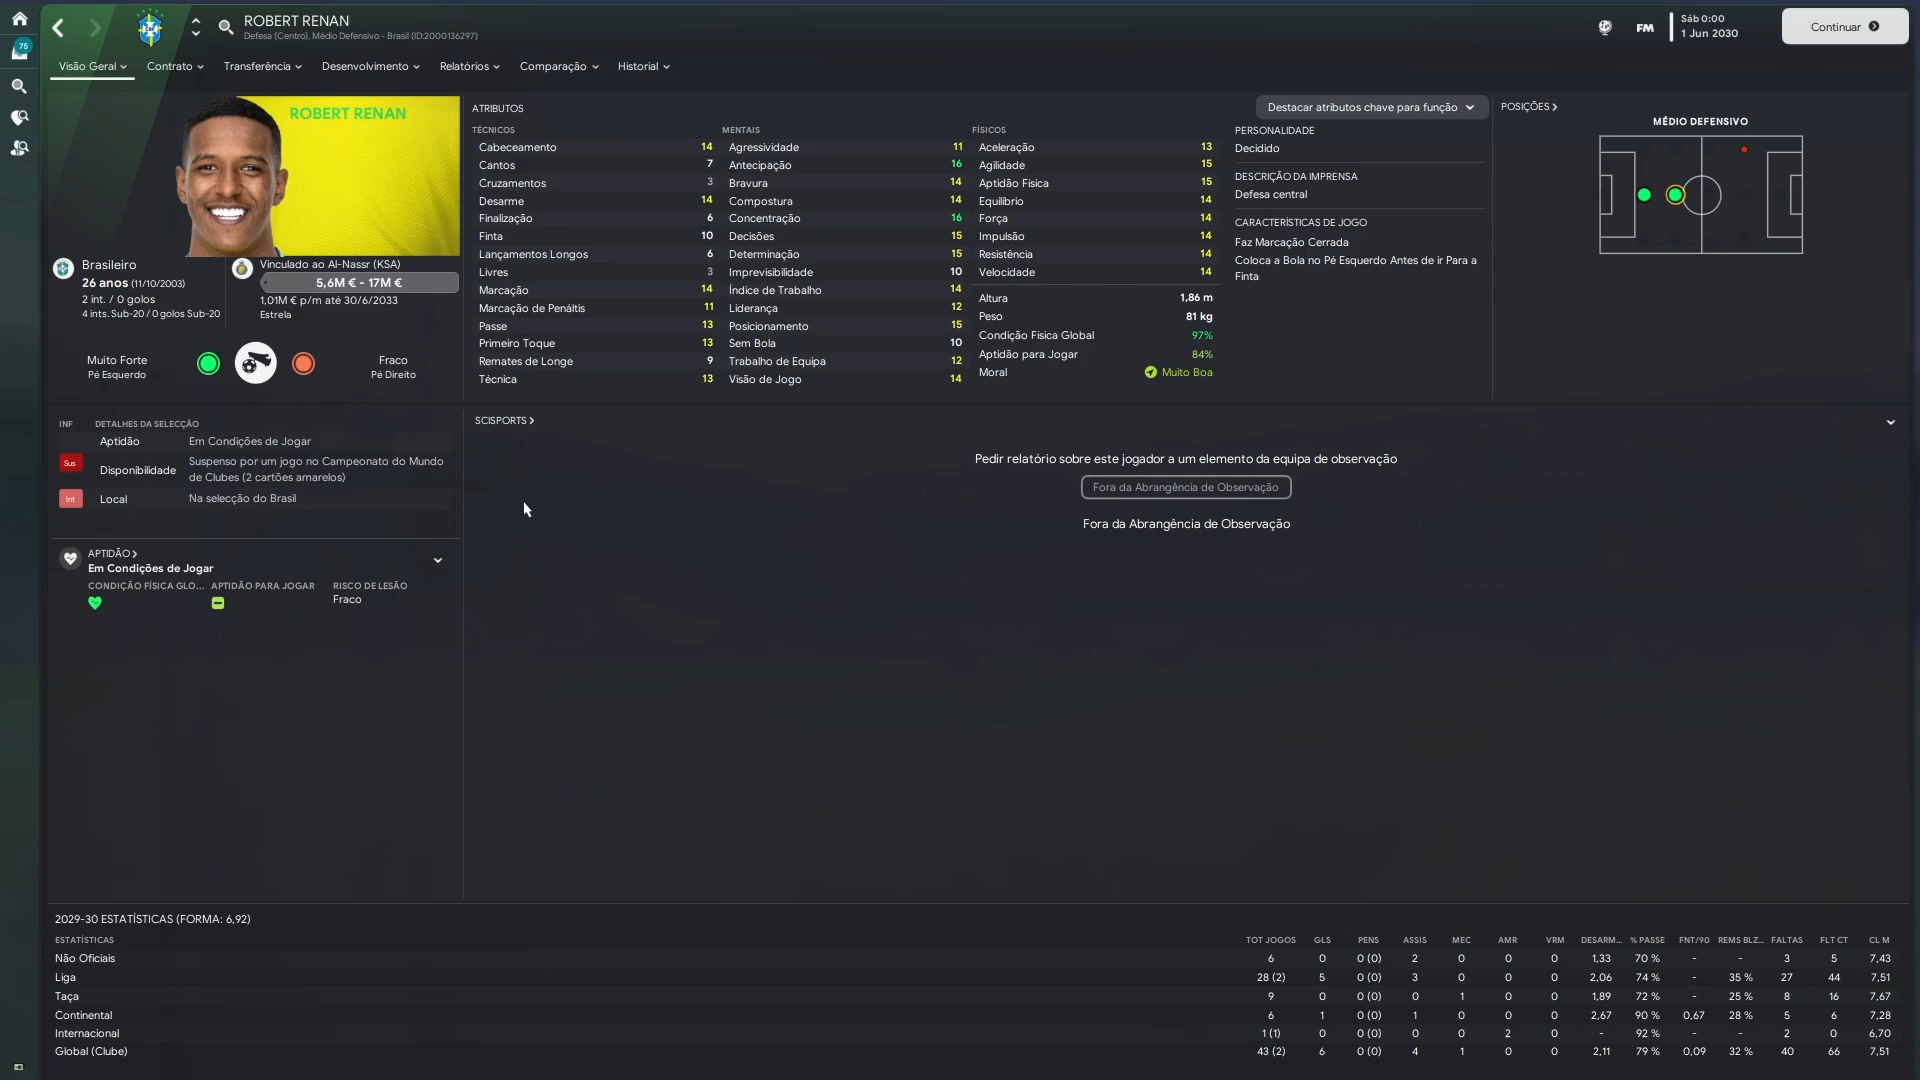 ROBERT RENAN
Defesa (Centro), Médio Defensivo - Brasil (ID:2000136297)
FM
Sáb 0:00
1 Jun 2030
Continuar
75
Visão Geral
Contrato
Transferência
Desenvolvimento
Relatórios
Comparação
Historial
ROBERT RENAN
Brasileiro
26 anos (11/10/2003)
2 int. / 0 golos
4 ints. Sub-20 / 0 golos Sub-20
Vinculado ao Al-Nassr (KSA)
5,6M € - 17M €
1,01M € p/m até 30/6/2033
Estrela
Muito Forte
Pé Esquerdo
Fraco
Pé Direito
ATRIBUTOS
Destacar atributos chave para função
TÉCNICOS
Cabeceamento 14
Cantos 7
Cruzamentos 3
Desarme 14
Finalização 6
Finta 10
Lançamentos Longos 6
Livres 3
Marcação 14
Marcação de Penáltis 11
Passe 13
Primeiro Toque 13
Remates de Longe 9
Técnica 13
MENTAIS
Agressividade 11
Antecipação 16
Bravura 14
Compostura 14
Concentração 16
Decisões 15
Determinação 15
Imprevisibilidade 10
Índice de Trabalho 14
Liderança 12
Posicionamento 15
Sem Bola 10
Trabalho de Equipa 12
Visão de Jogo 14
FÍSICOS
Aceleração 13
Agilidade 15
Aptidão Física 15
Equilíbrio 14
Força 14
Impulsão 14
Resistência 14
Velocidade 14
Altura 1,86 m
Peso 81 kg
Condição Física Global 97%
Aptidão para Jogar 84%
Moral Muito Boa
PERSONALIDADE
Decidido
DESCRIÇÃO DA IMPRENSA
Defesa central
CARACTERÍSTICAS DE JOGO
Faz Marcação Cerrada
Coloca a Bola no Pé Esquerdo Antes de ir Para a
Finta
POSIÇÕES
MÉDIO DEFENSIVO
INF DETALHES DA SELECÇÃO
Aptidão Em Condições de Jogar
Sus Disponibilidade Suspenso por um jogo no Campeonato do Mundo
de Clubes (2 cartões amarelos)
Int Local Na selecção do Brasil
APTIDÃO
Em Condições de Jogar
CONDIÇÃO FÍSICA GLO... APTIDÃO PARA JOGAR RISCO DE LESÃO
Fraco
SCISPORTS
Pedir relatório sobre este jogador a um elemento da equipa de observação
Fora da Abrangência de Observação
Fora da Abrangência de Observação
2029-30 ESTATÍSTICAS (FORMA: 6,92)
ESTATÍSTICAS TOT JOGOS GLS PENS ASSIS MEC AMR VRM DESARM... % PASSE FNT/90 REMS BLZ... FALTAS FLT CT CL M
Não Oficiais 6 0 0 (0) 2 0 0 0 1,33 70 % - - 3 5 7,43
Liga 28 (2) 5 0 (0) 3 0 0 0 2,06 74 % - 35 % 27 44 7,51
Taça 9 0 0 (0) 0 1 0 0 1,89 72 % - 25 % 8 16 7,67
Continental 6 1 0 (0) 1 0 0 0 2,67 90 % 0,67 28 % 5 6 7,28
Internacional 1 (1) 0 0 (0) 0 0 2 0 - 92 % - - 2 0 6,70
Global (Clube) 43 (2) 6 0 (0) 4 1 0 0 2,11 79 % 0,09 32 % 40 66 7,51